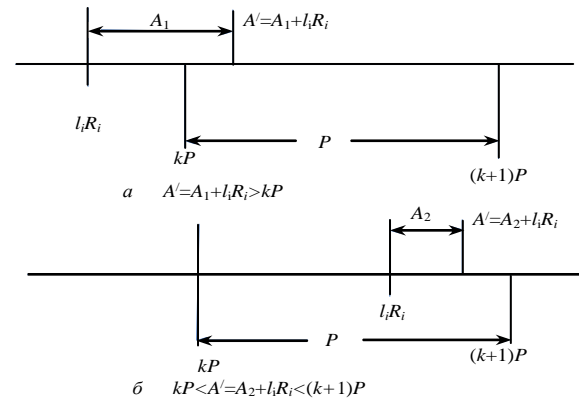 A₁ A′=A₁+lᵢRᵢ
lᵢRᵢ
kP P (k+1)P
а A′=A₁+lᵢRᵢ>kP
A₂ A′=A₂+lᵢRᵢ
lᵢRᵢ
kP P (k+1)P
б kP<A′=A₂+lᵢRᵢ<(k+1)P